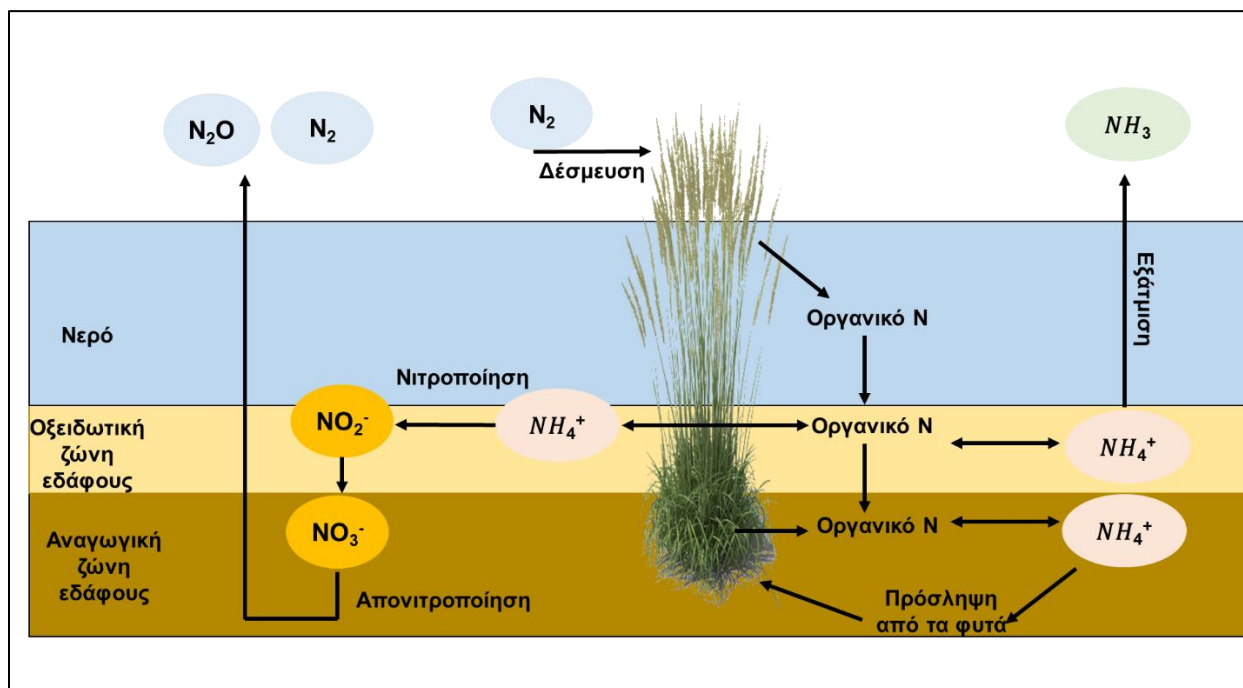 N₂O
N₂
N₂
NH₃
Δέσμευση
Εξάτμιση
Οργανικό Ν
Νερό
Νιτροποίηση
NO₂⁻
NH₄⁺
Οργανικό Ν
NH₄⁺
Οξειδωτική
ζώνη
εδάφους
NO₃⁻
Οργανικό Ν
NH₄⁺
Αναγωγική
ζώνη
εδάφους
Απονιτροποίηση
Πρόσληψη
από τα φυτά